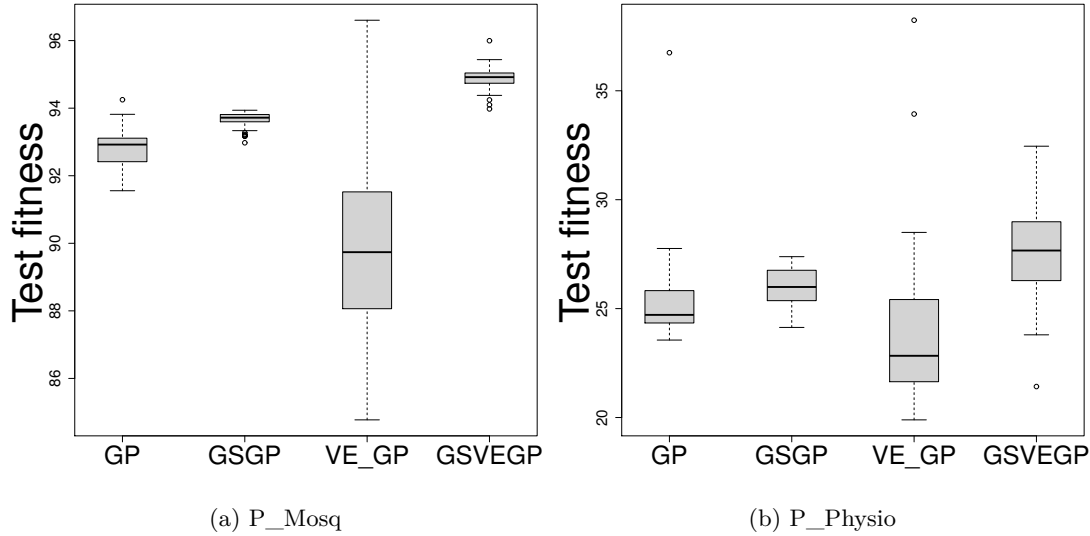 Test fitness
96
94
92
90
88
86
GP GSGP VE_GP GSVEGP
(a) P_Mosq
Test fitness
35
30
25
20
GP GSGP VE_GP GSVEGP
(b) P_Physio